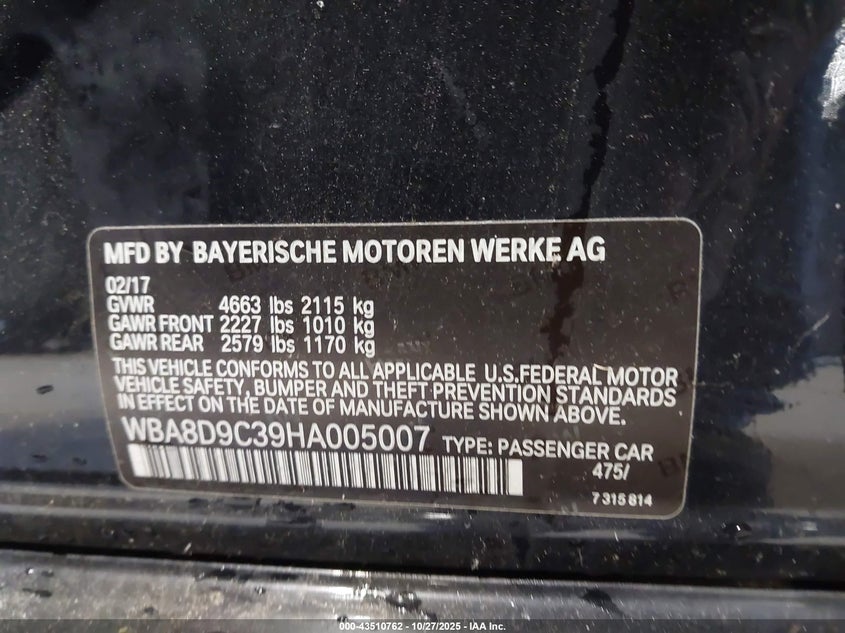 MFD BY BAYERISCHE MOTOREN WERKE AG
02/17
GVWR 4663 lbs 2115 kg
GAWR FRONT 2227 lbs 1010 kg
GAWR REAR 2579 lbs 1170 kg
THIS VEHICLE CONFORMS TO ALL APPLICABLE U.S.FEDERAL MOTOR
VEHICLE SAFETY, BUMPER AND THEFT PREVENTION STANDARDS
IN EFFECT ON THE DATE OF MANUFACTURE SHOWN ABOVE.
WBA8D9C39HA005007 TYPE: PASSENGER CAR
475/
7 315 814
000-43510762 - 10/27/2025 - IAA Inc.